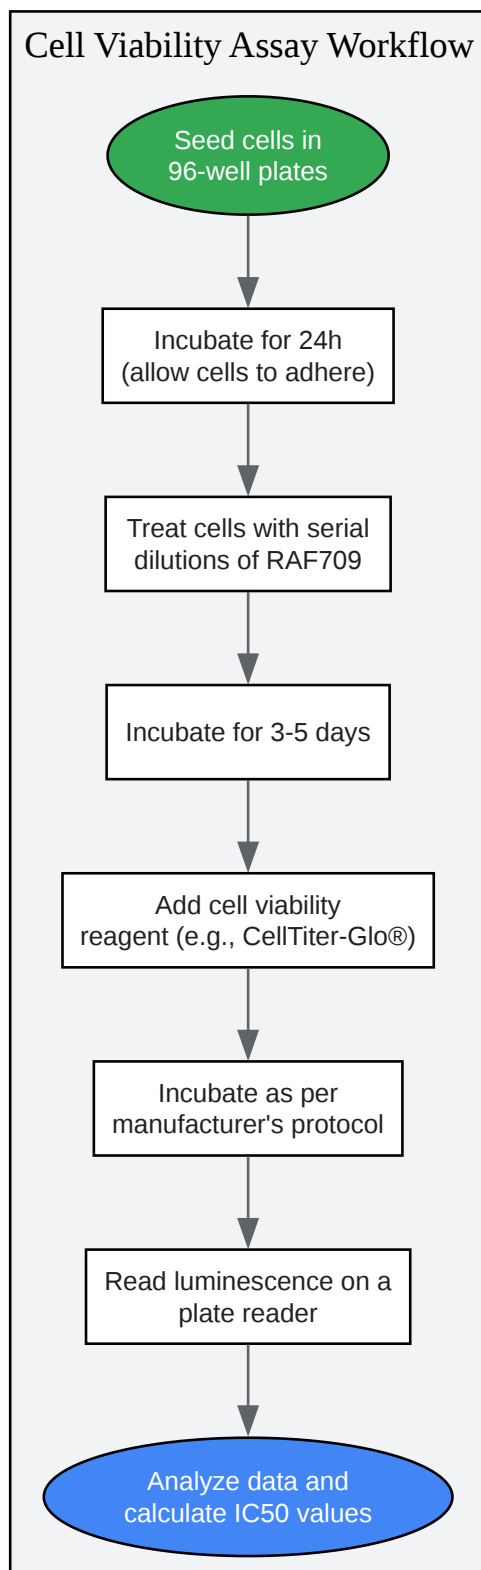 Cell Viability Assay Workflow
Seed cells in
96-well plates
Incubate for 24h
(allow cells to adhere)
Treat cells with serial
dilutions of RAF709
Incubate for 3-5 days
Add cell viability
reagent (e.g., CellTiter-Glo®)
Incubate as per
manufacturer's protocol
Read luminescence on a
plate reader
Analyze data and
calculate IC50 values